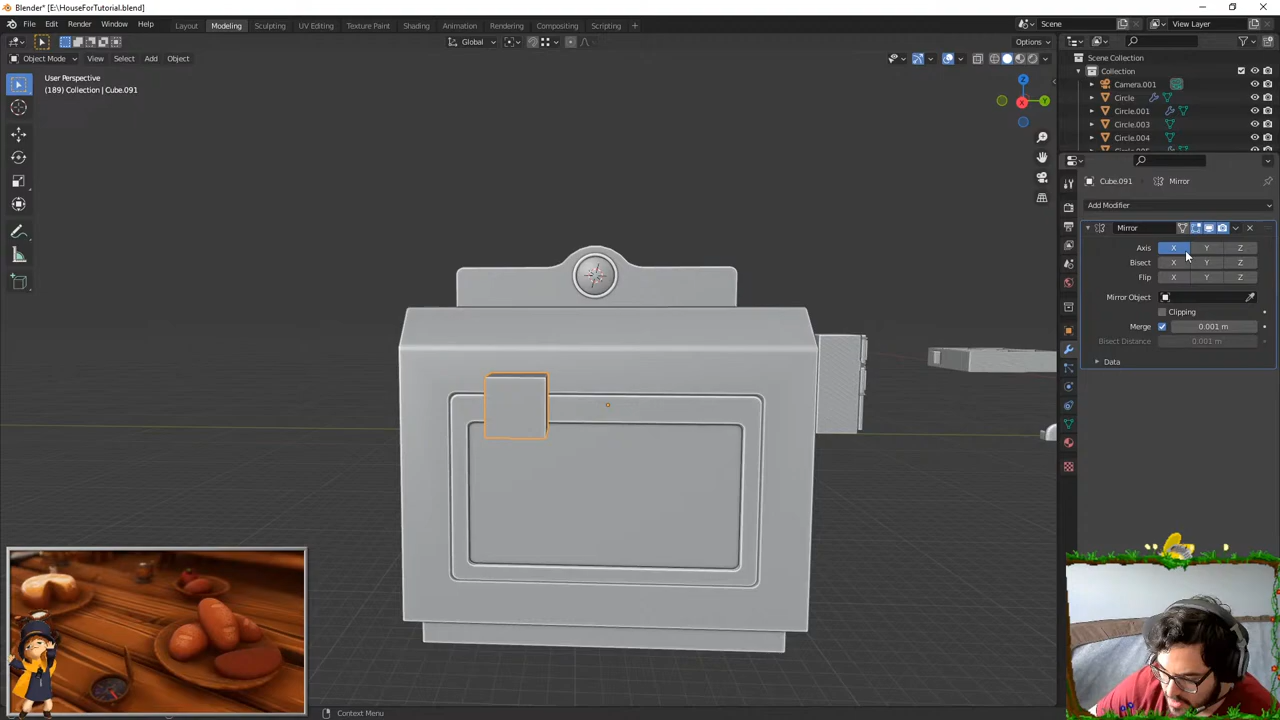 Blender* [E:\HouseForTutorial.blend]
File Edit Render Window Help Layout Modeling Sculpting UV Editing Texture Paint Shading Animation Rendering Compositing Scripting Scene View Layer
Global Options
Object Mode View Select Add Object
User Perspective
(189) Collection | Cube.091
Z
Y
X
Scene Collection
Collection
Camera.001
Circle
Circle.001
Circle.003
Circle.004
Cube.091 Mirror
Add Modifier
Mirror
Axis X Y Z
Bisect X Y Z
Flip X Y Z
Mirror Object
Clipping
Merge 0.001 m
Bisect Distance 0.001 m
Data
Context Menu